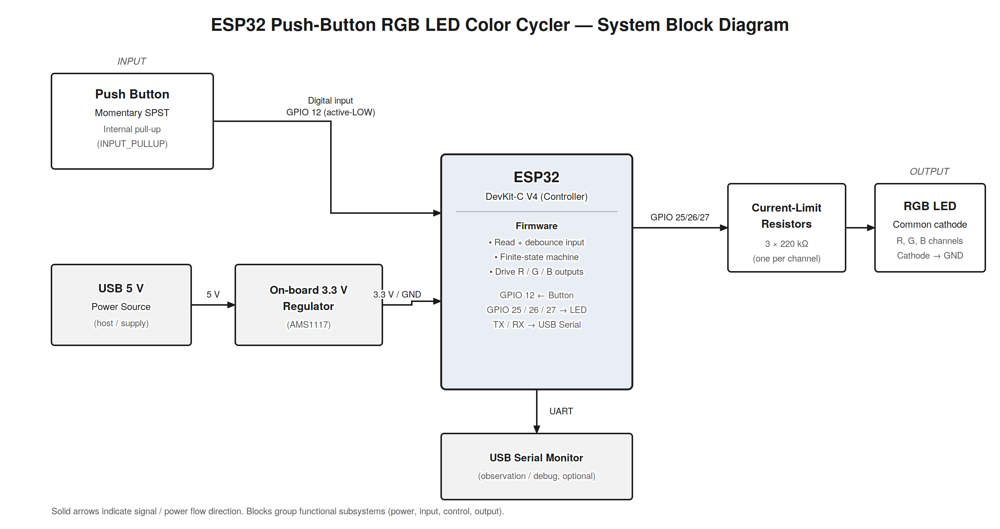 ESP32 Push-Button RGB LED Color Cycler — System Block Diagram
INPUT
Push Button
Momentary SPST
Internal pull-up
(INPUT_PULLUP)
Digital input
GPIO 12 (active-LOW)
USB 5 V
Power Source
(host / supply)
5 V
On-board 3.3 V
Regulator
(AMS1117)
3.3 V / GND
ESP32
DevKit-C V4 (Controller)
Firmware
• Read + debounce input
• Finite-state machine
• Drive R / G / B outputs
GPIO 12 ← Button
GPIO 25 / 26 / 27 → LED
TX / RX → USB Serial
GPIO 25/26/27
Current-Limit
Resistors
3 × 220 kΩ
(one per channel)
OUTPUT
RGB LED
Common cathode
R, G, B channels
Cathode → GND
UART
USB Serial Monitor
(observation / debug, optional)
Solid arrows indicate signal / power flow direction. Blocks group functional subsystems (power, input, control, output).